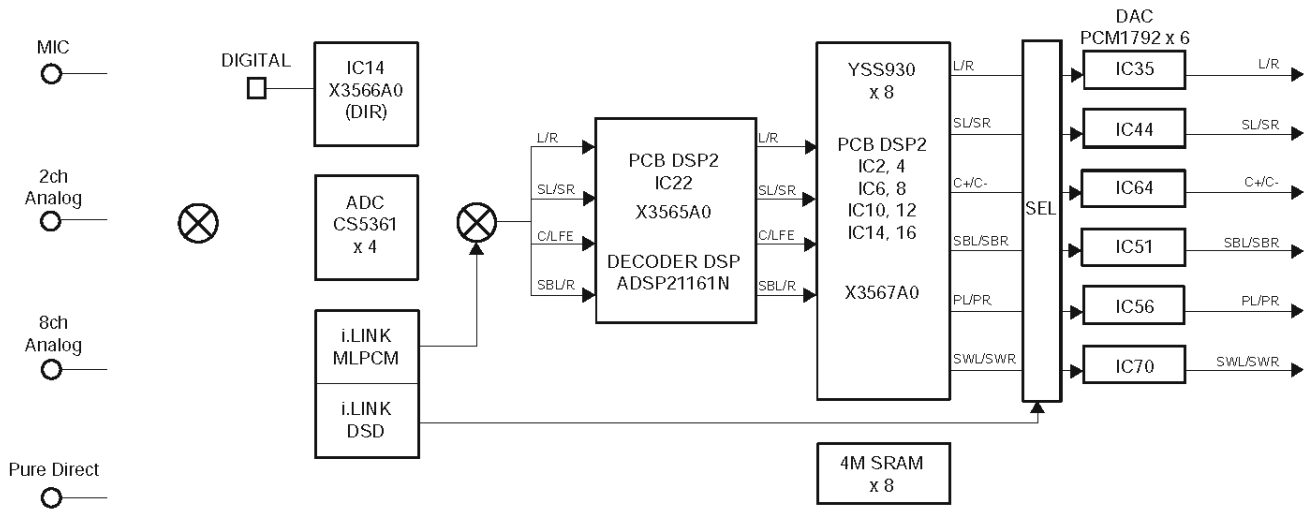 MIC
2ch
Analog
8ch
Analog
Pure Direct
DIGITAL
IC14
X3566A0
(DIR)
ADC
CS5361
x 4
i.LINK
MLPCM
i.LINK
DSD
L/R
SL/SR
C/LFE
SBL/R
PCB DSP2
IC22
X3565A0
DECODER DSP
ADSP21161N
L/R
SL/SR
C/LFE
SBL/R
YSS930
x 8
PCB DSP2
IC2, 4
IC6, 8
IC10, 12
IC14, 16
X3567A0
4M SRAM
x 8
L/R
SL/SR
C+/C-
SBL/SBR
PL/PR
SWL/SWR
SEL
DAC
PCM1792 x 6
IC35
IC44
IC64
IC51
IC56
IC70
L/R
SL/SR
C+/C-
SBL/SBR
PL/PR
SWL/SWR